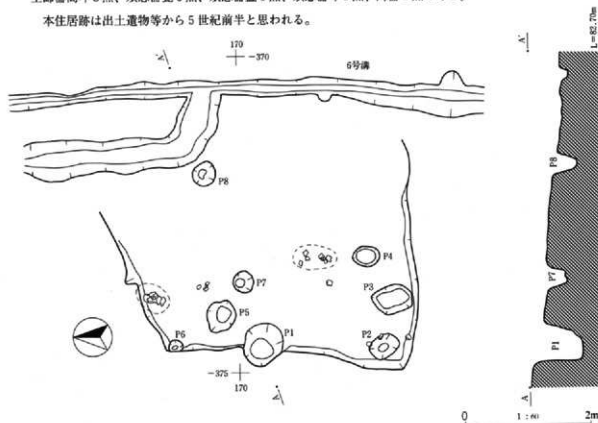 本住居跡は出土遺物等から5世紀前半と思われる。
170
-370
6号溝
A'
P8
P4
P7
P3
P5
P1
P2
P6
-375
170
A
A'
L=82.70m
P8
P7
P1
A
0
1:60
2m